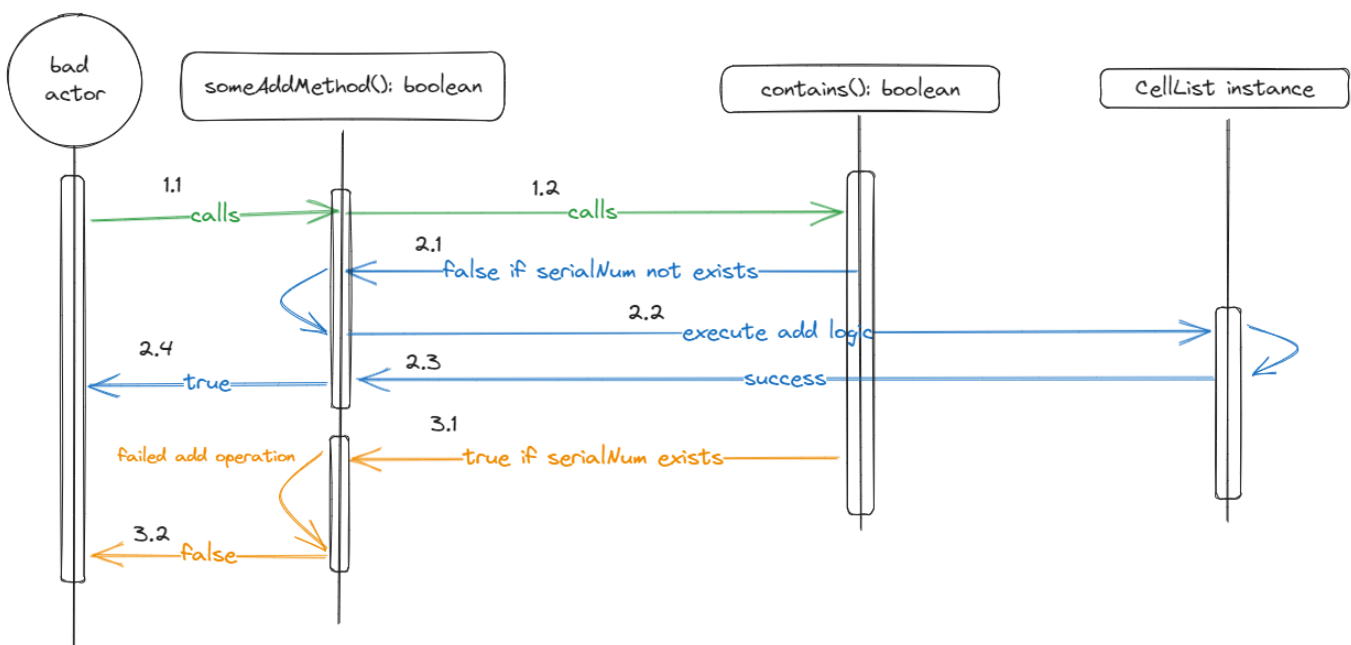 bad
actor
someAddMethod(): boolean
contains(): boolean
CellList instance
1.1
calls
1.2
calls
2.1
false if serialNum not exists
2.2
execute add logic
2.3
success
2.4
true
3.1
true if serialNum exists
failed add operation
3.2
false